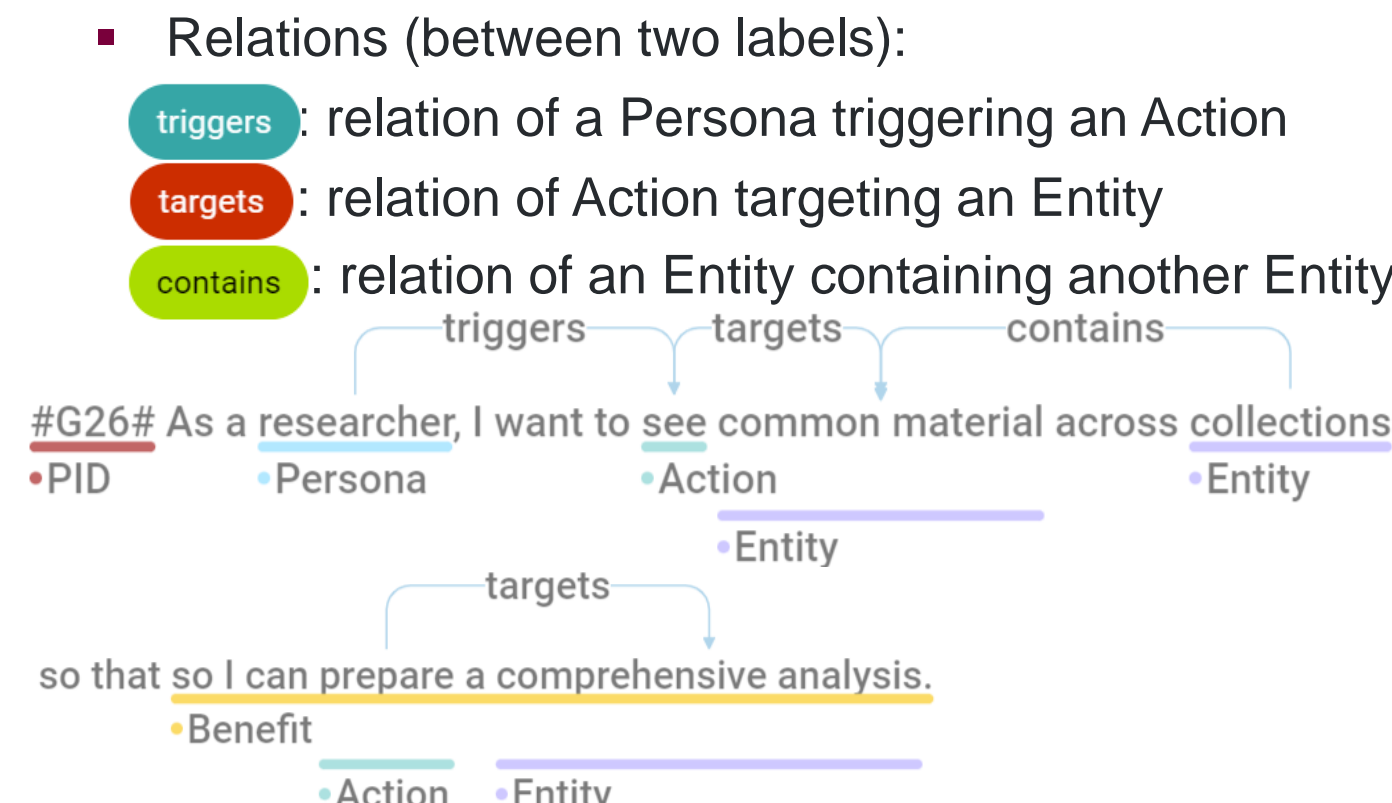 ▪ Relations (between two labels):
triggers : relation of a Persona triggering an Action
targets : relation of Action targeting an Entity
contains : relation of an Entity containing another Entity
triggers targets contains
#G26# As a researcher, I want to see common material across collections
•PID •Persona •Action •Entity
•Entity
targets
so that so I can prepare a comprehensive analysis.
•Benefit
•Action •Entity